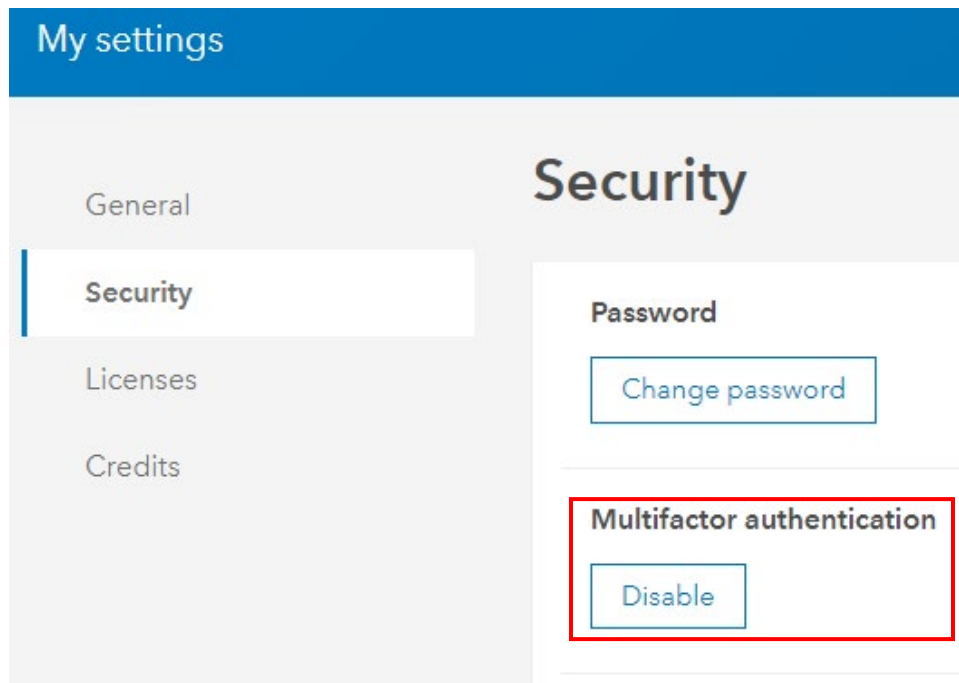 My settings
General
Security
Licenses
Credits
Security
Password
Change password
Multifactor authentication
Disable